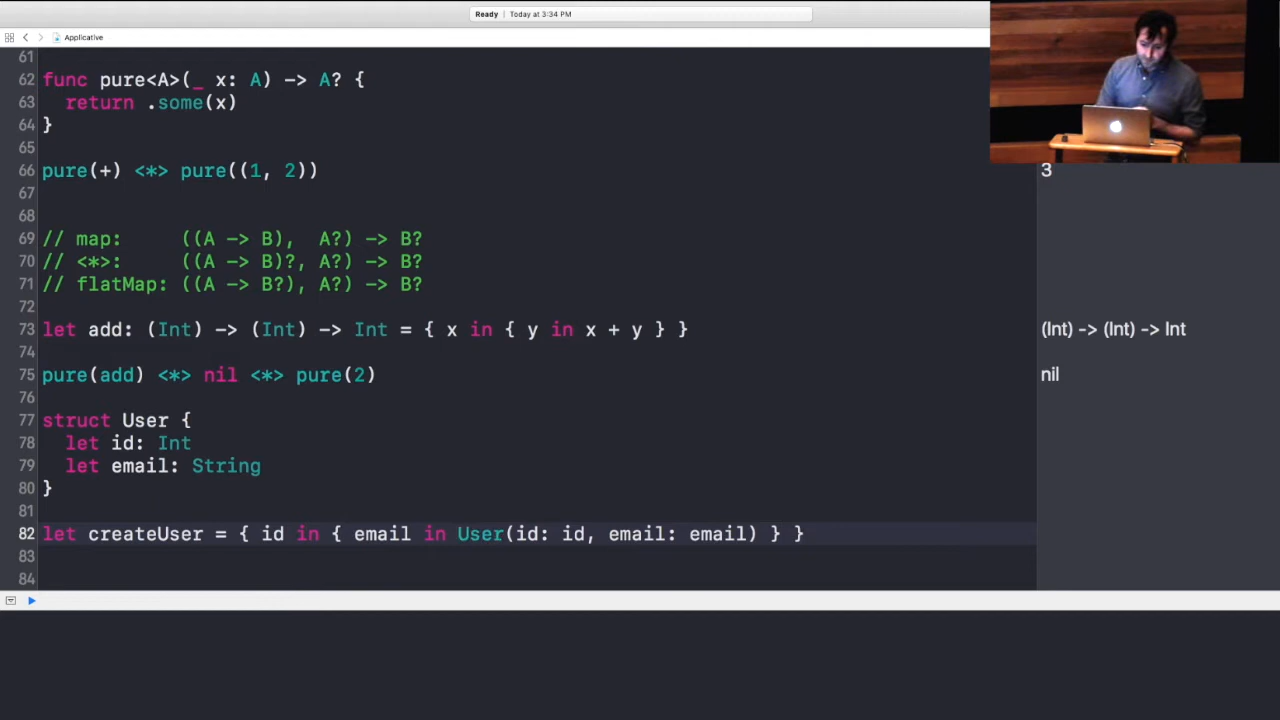 Ready | Today at 3:34 PM
Applicative
61
62 func pure<A>(_ x: A) -> A? {
63   return .some(x)
64 }
65
66 pure(+) <*> pure((1, 2))
3
67
68
69 // map:     ((A -> B),  A?) -> B?
70 // <*>:     ((A -> B)?, A?) -> B?
71 // flatMap: ((A -> B?), A?) -> B?
72
73 let add: (Int) -> (Int) -> Int = { x in { y in x + y } }
(Int) -> (Int) -> Int
74
75 pure(add) <*> nil <*> pure(2)
nil
76
77 struct User {
78   let id: Int
79   let email: String
80 }
81
82 let createUser = { id in { email in User(id: id, email: email) } }
83
84